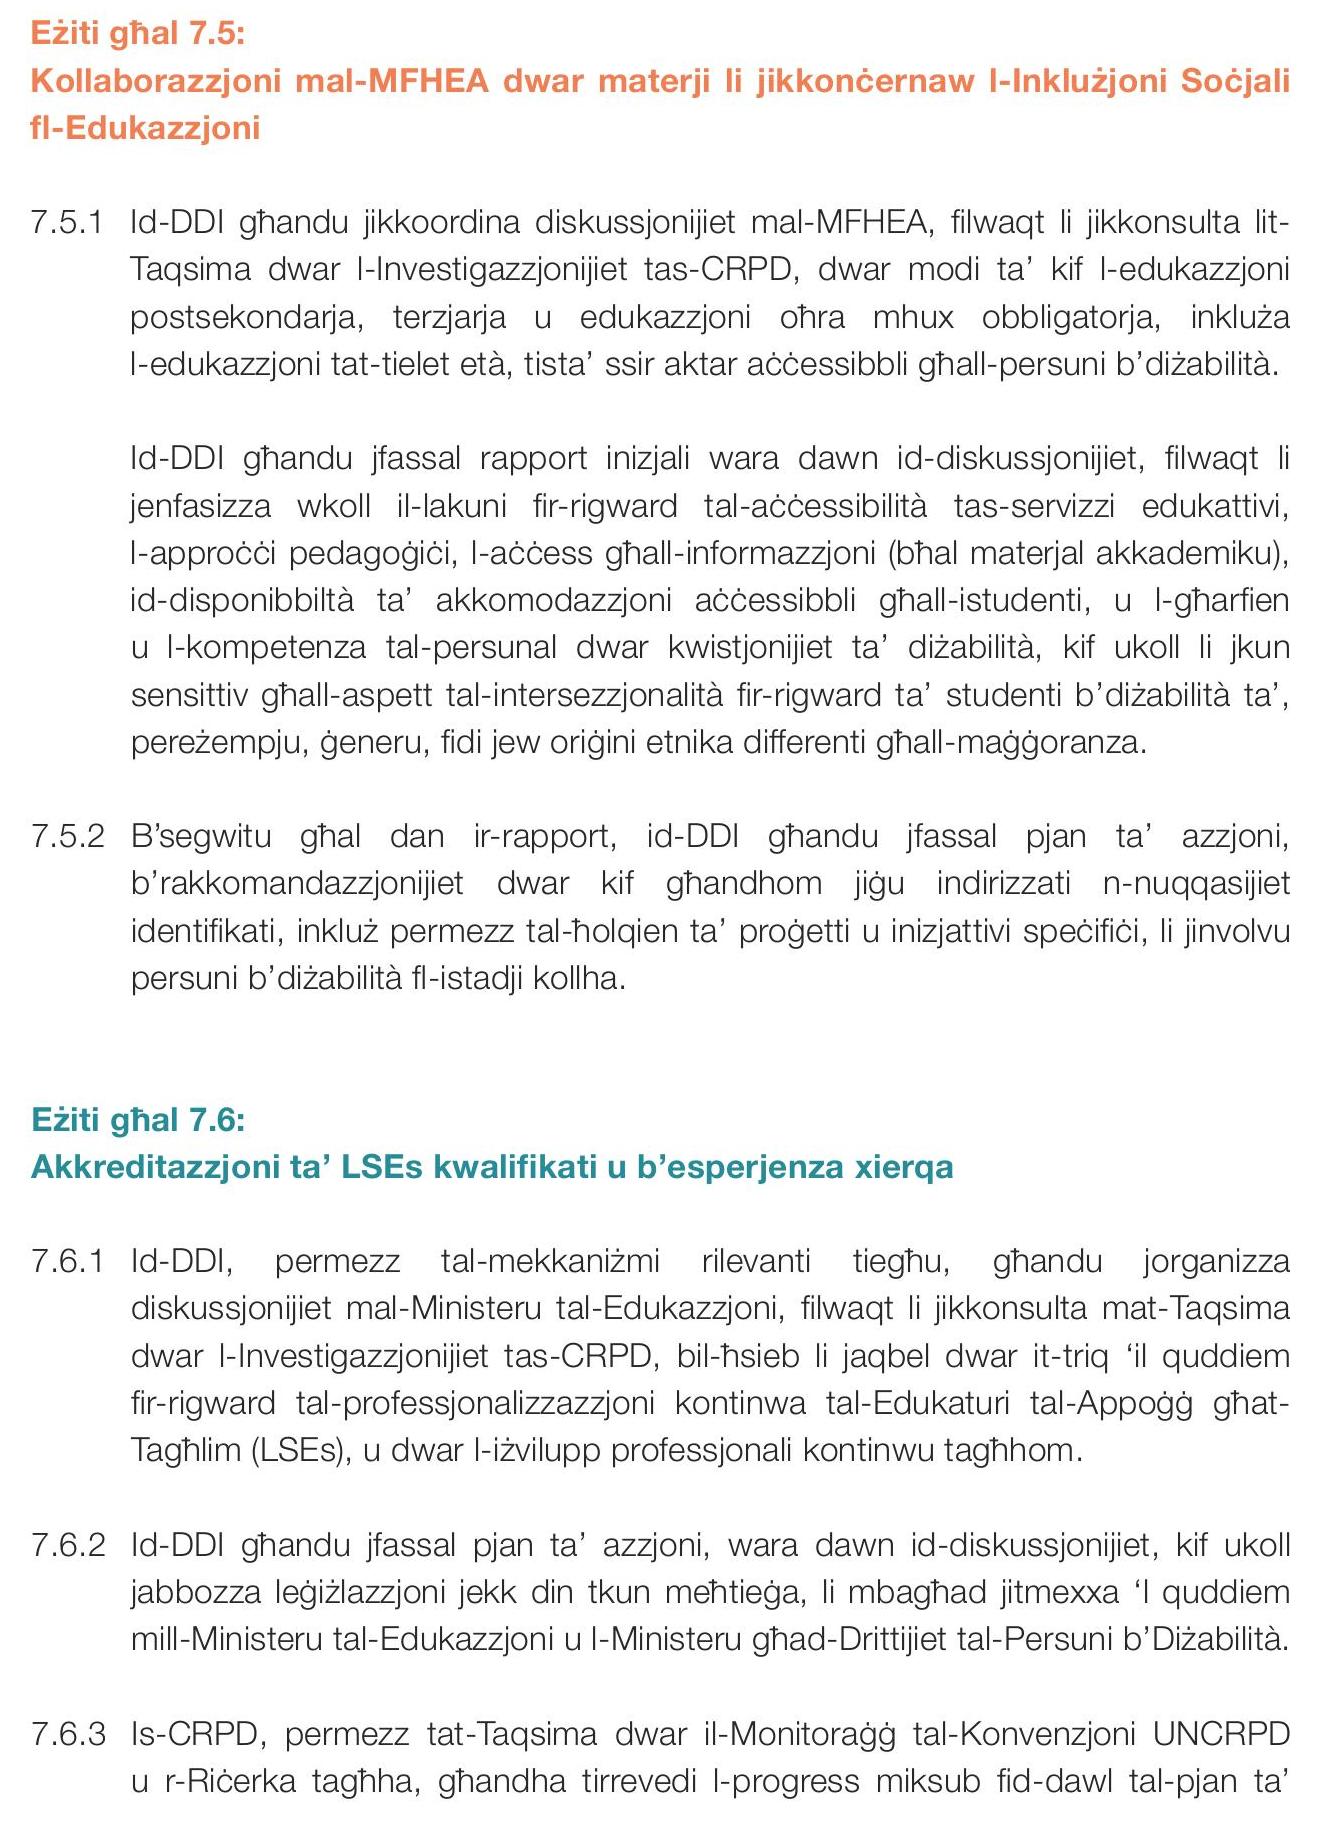 Eżiti għal 7.5:
Kollaborazzjoni mal-MFHEA dwar materji li jikkonċernaw l-Inklużjoni Soċjali
fl-Edukazzjoni
7.5.1 Id-DDI għandu jikkoordina diskussjonijiet mal-MFHEA, filwaqt li jikkonsulta lit-
Taqsima dwar l-Investigazzjonijiet tas-CRPD, dwar modi ta’ kif l-edukazzjoni
postsekondarja, terzjarja u edukazzjoni oħra mhux obbligatorja, inkluża
l-edukazzjoni tat-tielet età, tista’ ssir aktar aċċessibbli għall-persuni b’diżabilità.
Id-DDI għandu jfassal rapport inizjali wara dawn id-diskussjonijiet, filwaqt li
jenfasizza wkoll il-lakuni fir-rigward tal-aċċessibilità tas-servizzi edukattivi,
l-approċċi pedagoġiċi, l-aċċess għall-informazzjoni (bħal materjal akkademiku),
id-disponibbiltà ta’ akkomodazzjoni aċċessibbli għall-istudenti, u l-għarfien
u l-kompetenza tal-persunal dwar kwistjonijiet ta’ diżabilità, kif ukoll li jkun
sensittiv għall-aspett tal-intersezzjonalità fir-rigward ta’ studenti b’diżabilità ta’,
pereżempju, ġeneru, fidi jew oriġini etnika differenti għall-maġġoranza.
7.5.2 B’segwitu għal dan ir-rapport, id-DDI għandu jfassal pjan ta’ azzjoni,
b’rakkomandazzjonijiet dwar kif għandhom jiġu indirizzati n-nuqqasijiet
identifikati, inkluż permezz tal-ħolqien ta’ proġetti u inizjattivi speċifiċi, li jinvolvu
persuni b’diżabilità fl-istadji kollha.
Eżiti għal 7.6:
Akkreditazzjoni ta’ LSEs kwalifikati u b’esperjenza xierqa
7.6.1 Id-DDI, permezz tal-mekkaniżmi rilevanti tiegħu, għandu jorganizza
diskussjonijiet mal-Ministeru tal-Edukazzjoni, filwaqt li jikkonsulta mat-Taqsima
dwar l-Investigazzjonijiet tas-CRPD, bil-ħsieb li jaqbel dwar it-triq ‘il quddiem
fir-rigward tal-professjonalizzazzjoni kontinwa tal-Edukaturi tal-Appoġġ għat-
Tagħlim (LSEs), u dwar l-iżvilupp professjonali kontinwu tagħhom.
7.6.2 Id-DDI għandu jfassal pjan ta’ azzjoni, wara dawn id-diskussjonijiet, kif ukoll
jabbozza leġiżlazzjoni jekk din tkun meħtieġa, li mbagħad jitmexxa ‘l quddiem
mill-Ministeru tal-Edukazzjoni u l-Ministeru għad-Drittijiet tal-Persuni b’Diżabilità.
7.6.3 Is-CRPD, permezz tat-Taqsima dwar il-Monitoraġġ tal-Konvenzjoni UNCRPD
u r-Riċerka tagħha, għandha tirrevedi l-progress miksub fid-dawl tal-pjan ta’